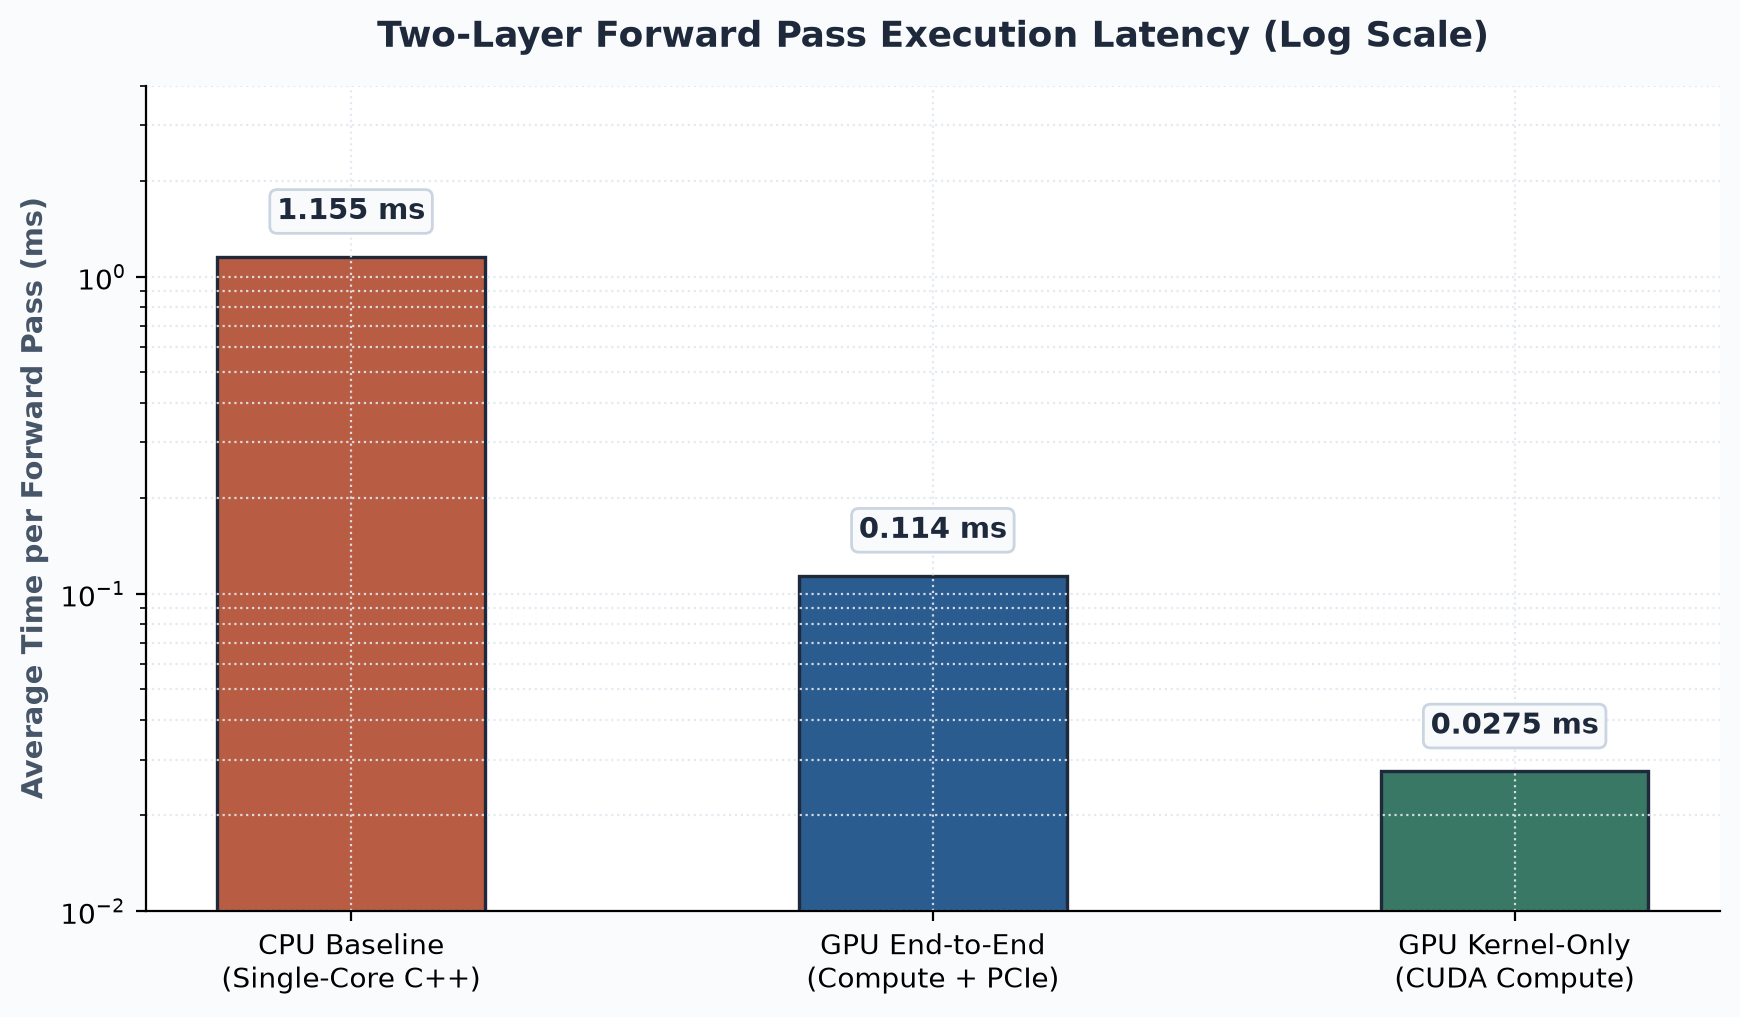 Two-Layer Forward Pass Execution Latency (Log Scale)
Average Time per Forward Pass (ms)
10⁰
10⁻¹
10⁻²
1.155 ms
0.114 ms
0.0275 ms
CPU Baseline
(Single-Core C++)
GPU End-to-End
(Compute + PCIe)
GPU Kernel-Only
(CUDA Compute)